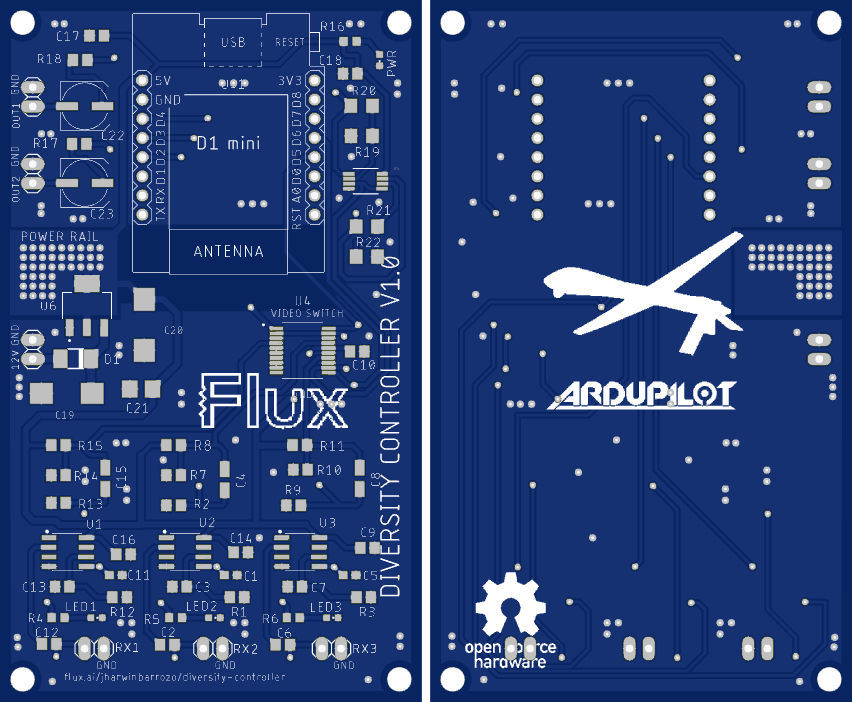 C17
R16
USB
RESET
R18
C18
PWR
GND
5V
3V3
OUT1
GND
D8
R20
D4
D7
C22
D3
D6
R17
D1 mini
R19
GND
D2
D5
D1
D0
OUT2
RX
A0
C23
TX
RST
R21
POWER RAIL
R22
ANTENNA
U6
U4
VIDEO SWITCH
C20
GND
12V
D1
C10
C21
C19
Flux
DIVERSITY CONTROLLER V1.0
R15
R8
R11
R14
C15
R7
C4
R10
C8
R13
R2
R9
U1
U2
U3
C16
C14
C9
C11
C1
C5
C13
C3
C7
LED1
R12
LED2
R1
LED3
R3
R4
R5
R6
C12
RX1
C2
RX2
C6
RX3
GND
GND
GND
flux.ai/jharwinbarrozo/diversity-controller
ARDUPILOT
open source
hardware